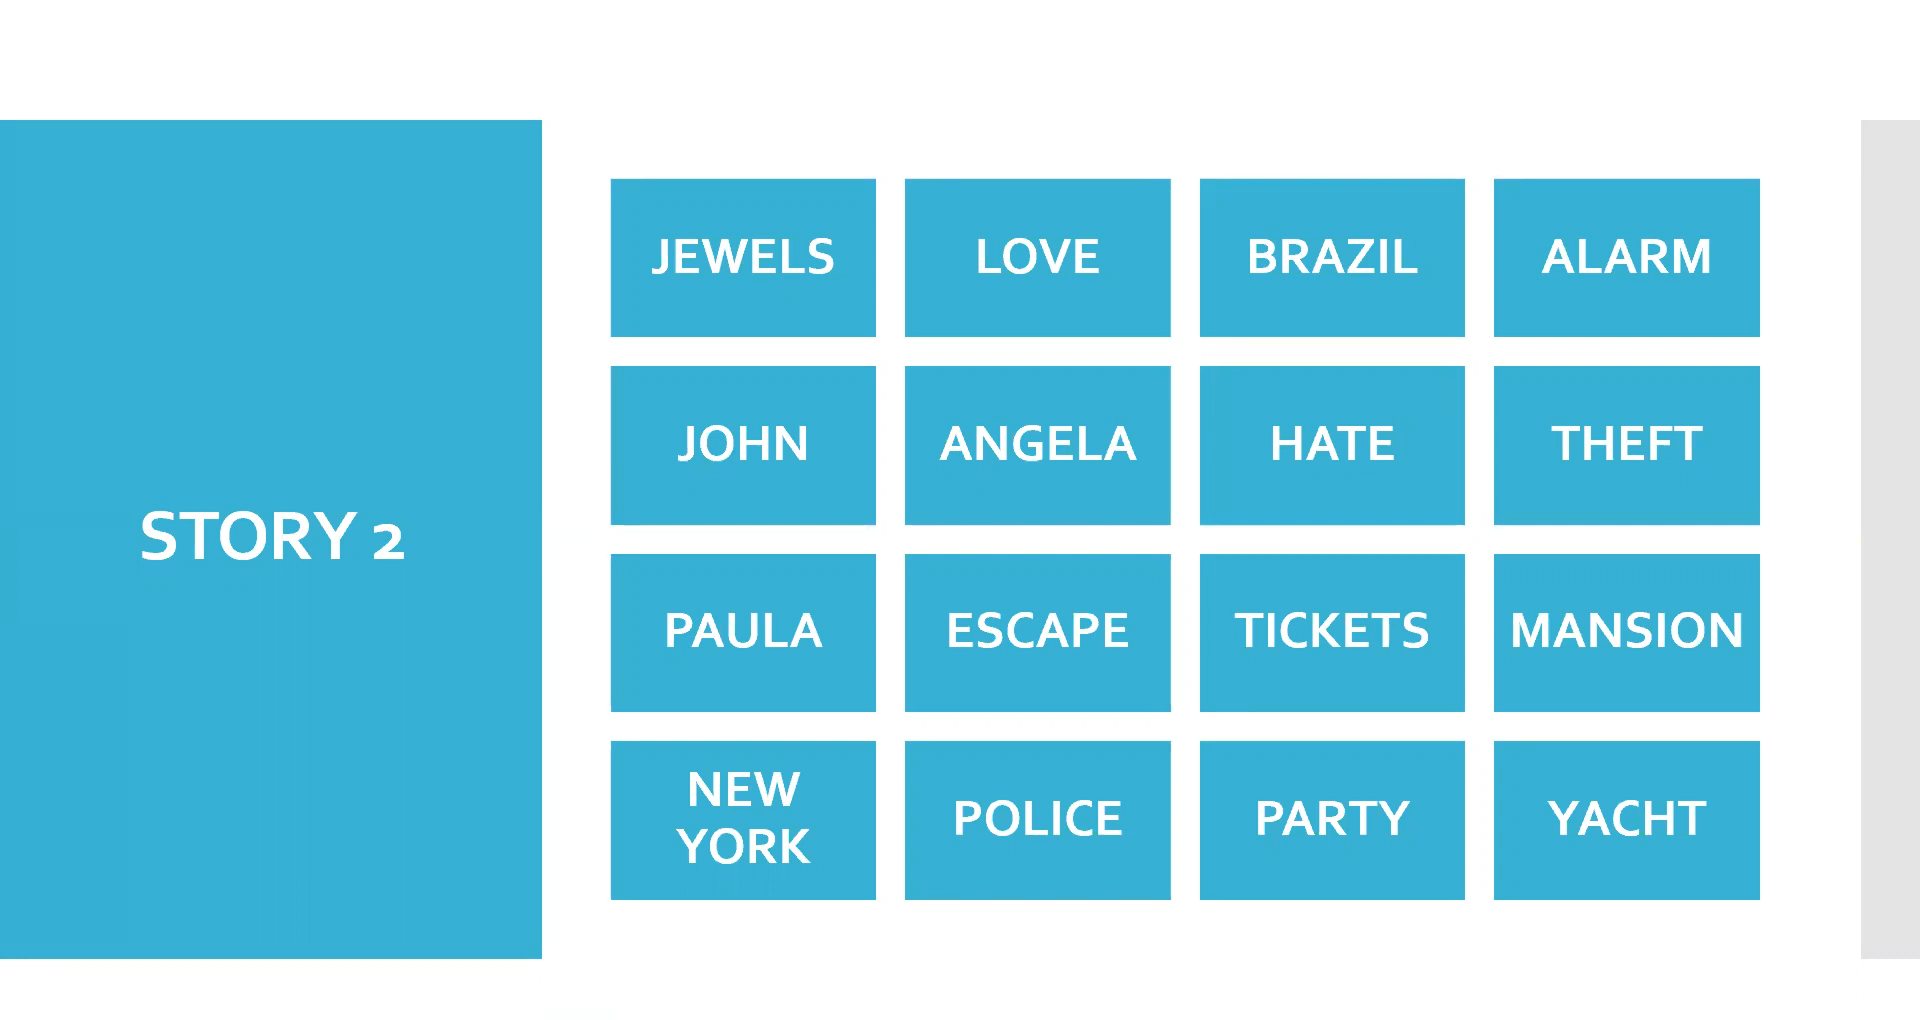 STORY 2
JEWELS
LOVE
BRAZIL
ALARM
JOHN
ANGELA
HATE
THEFT
PAULA
ESCAPE
TICKETS
MANSION
NEW
YORK
POLICE
PARTY
YACHT